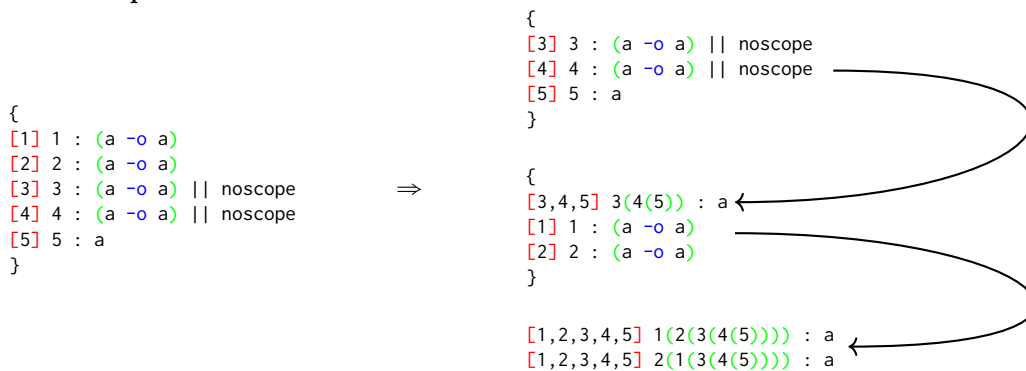 {
[1] 1 : (a -o a)
[2] 2 : (a -o a)
[3] 3 : (a -o a) || noscope
[4] 4 : (a -o a) || noscope
[5] 5 : a
}
⇒
{
[3] 3 : (a -o a) || noscope
[4] 4 : (a -o a) || noscope
[5] 5 : a
}
{
[3,4,5] 3(4(5)) : a
[1] 1 : (a -o a)
[2] 2 : (a -o a)
}
[1,2,3,4,5] 1(2(3(4(5)))) : a
[1,2,3,4,5] 2(1(3(4(5)))) : a